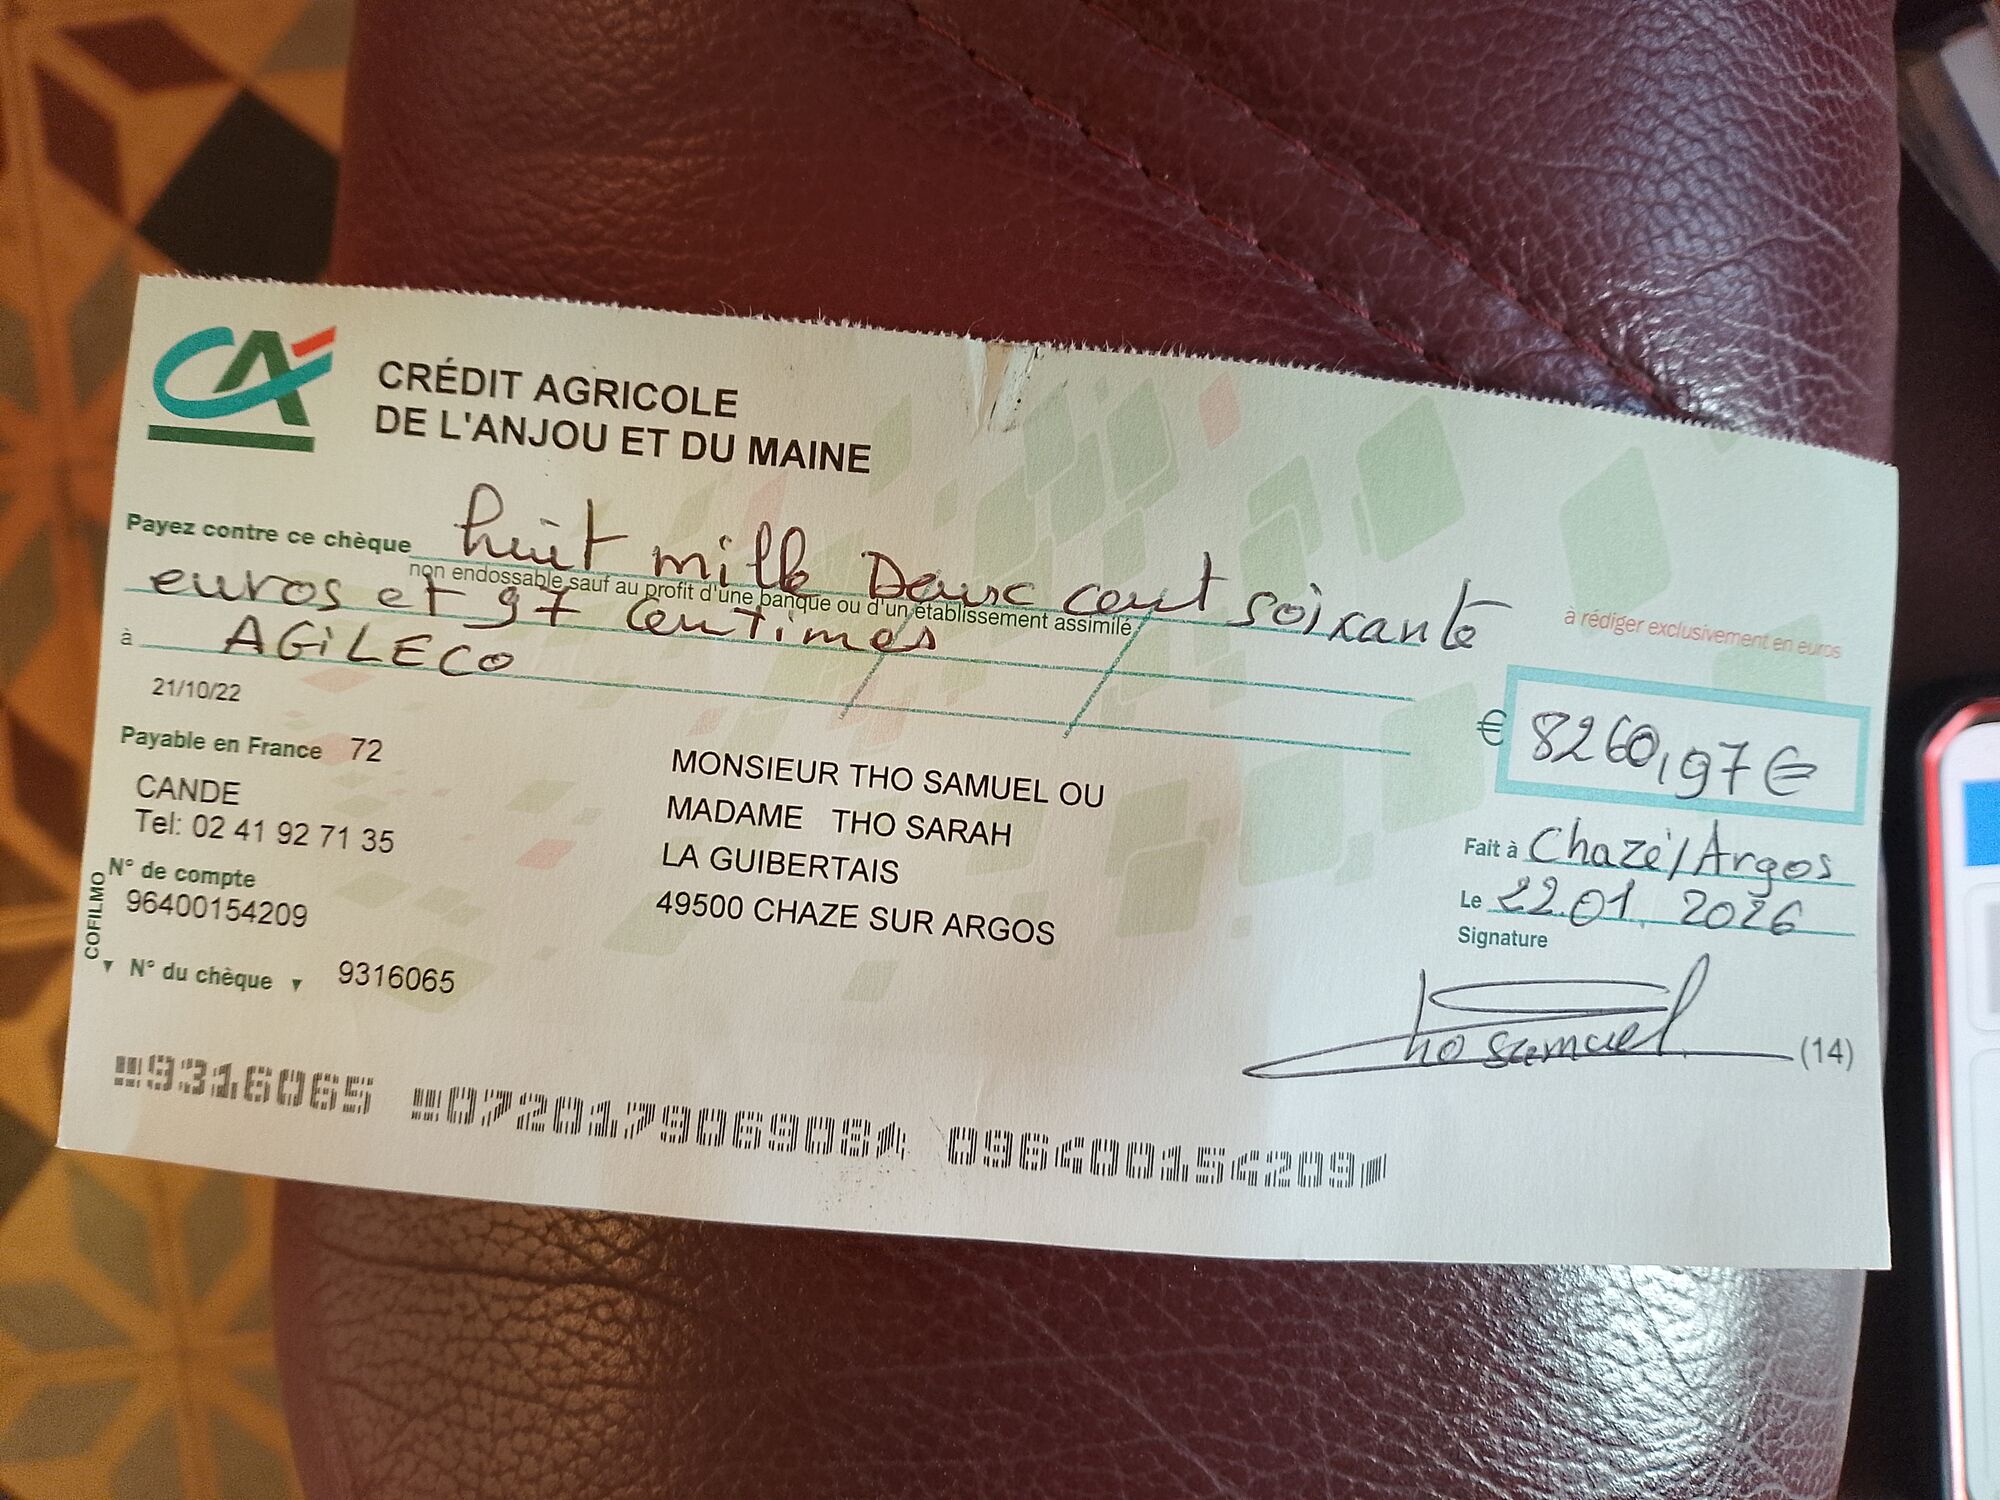 CA
CRÉDIT AGRICOLE
DE L'ANJOU ET DU MAINE
Payez contre ce chèque huit mille Deux cent soixante
non endossable sauf au profit d'une banque ou d'un établissement assimilé
euros et 97 centimes
à rédiger exclusivement en euros
à AGiLECo
€ 8260,97 €
21/10/22
Payable en France 72
CANDE
Tel: 02 41 92 71 35
N° de compte
96400154209
COFILMO
N° du chèque 9316065
MONSIEUR THO SAMUEL OU
MADAME THO SARAH
LA GUIBERTAIS
49500 CHAZE SUR ARGOS
Fait à Chazé/Argos
Le 22.01.2026
Signature
tho samuel
(14)
9316065 072017906908 096400154209